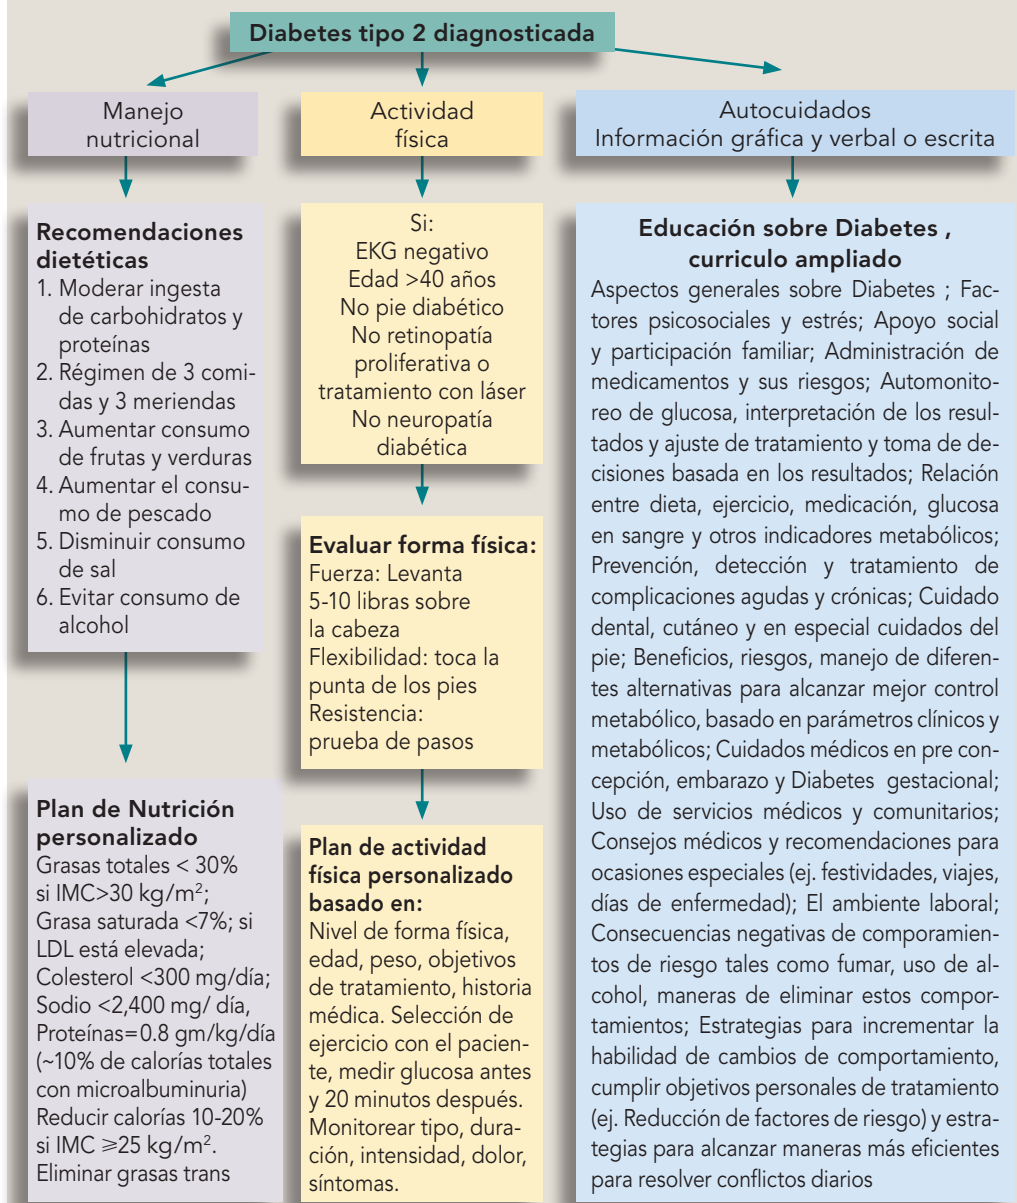 Diabetes tipo 2 diagnosticada
Manejo
nutricional
Recomendaciones
dietéticas
1. Moderar ingesta
de carbohidratos y
proteínas
2. Régimen de 3 comi-
das y 3 meriendas
3. Aumentar consumo
de frutas y verduras
4. Aumentar el consu-
mo de pescado
5. Disminuir consumo
de sal
6. Evitar consumo de
alcohol
Plan de Nutrición
personalizado
Grasas totales < 30%
si IMC>30 kg/m²;
Grasa saturada <7%; si
LDL está elevada;
Colesterol <300 mg/día;
Sodio <2,400 mg/ día,
Proteínas=0.8 gm/kg/día
(~10% de calorías totales
con microalbuminuria)
Reducir calorías 10-20%
si IMC ⩾25 kg/m².
Eliminar grasas trans
Actividad
física
Si:
EKG negativo
Edad >40 años
No pie diabético
No retinopatía
proliferativa o
tratamiento con láser
No neuropatía
diabética
Evaluar forma física:
Fuerza: Levanta
5-10 libras sobre
la cabeza
Flexibilidad: toca la
punta de los pies
Resistencia:
prueba de pasos
Plan de actividad
física personalizado
basado en:
Nivel de forma física,
edad, peso, objetivos
de tratamiento, historia
médica. Selección de
ejercicio con el pacien-
te, medir glucosa antes
y 20 minutos después.
Monitorear tipo, dura-
ción, intensidad, dolor,
síntomas.
Autocuidados
Información gráfica y verbal o escrita
Educación sobre Diabetes ,
curriculo ampliado
Aspectos generales sobre Diabetes ; Fac-
tores psicosociales y estrés; Apoyo social
y participación familiar; Administración de
medicamentos y sus riesgos; Automonito-
reo de glucosa, interpretación de los resul-
tados y ajuste de tratamiento y toma de de-
cisiones basada en los resultados; Relación
entre dieta, ejercicio, medicación, glucosa
en sangre y otros indicadores metabólicos;
Prevención, detección y tratamiento de
complicaciones agudas y crónicas; Cuidado
dental, cutáneo y en especial cuidados del
pie; Beneficios, riesgos, manejo de diferen-
tes alternativas para alcanzar mejor control
metabólico, basado en parámetros clínicos y
metabólicos; Cuidados médicos en pre con-
cepción, embarazo y Diabetes gestacional;
Uso de servicios médicos y comunitarios;
Consejos médicos y recomendaciones para
ocasiones especiales (ej. festividades, viajes,
días de enfermedad); El ambiente laboral;
Consecuencias negativas de comporamien-
tos de riesgo tales como fumar, uso de al-
cohol, maneras de eliminar estos compor-
tamientos; Estrategias para incrementar la
habilidad de cambios de comportamiento,
cumplir objetivos personales de tratamiento
(ej. Reducción de factores de riesgo) y estra-
tegias para alcanzar maneras más eficientes
para resolver conflictos diarios